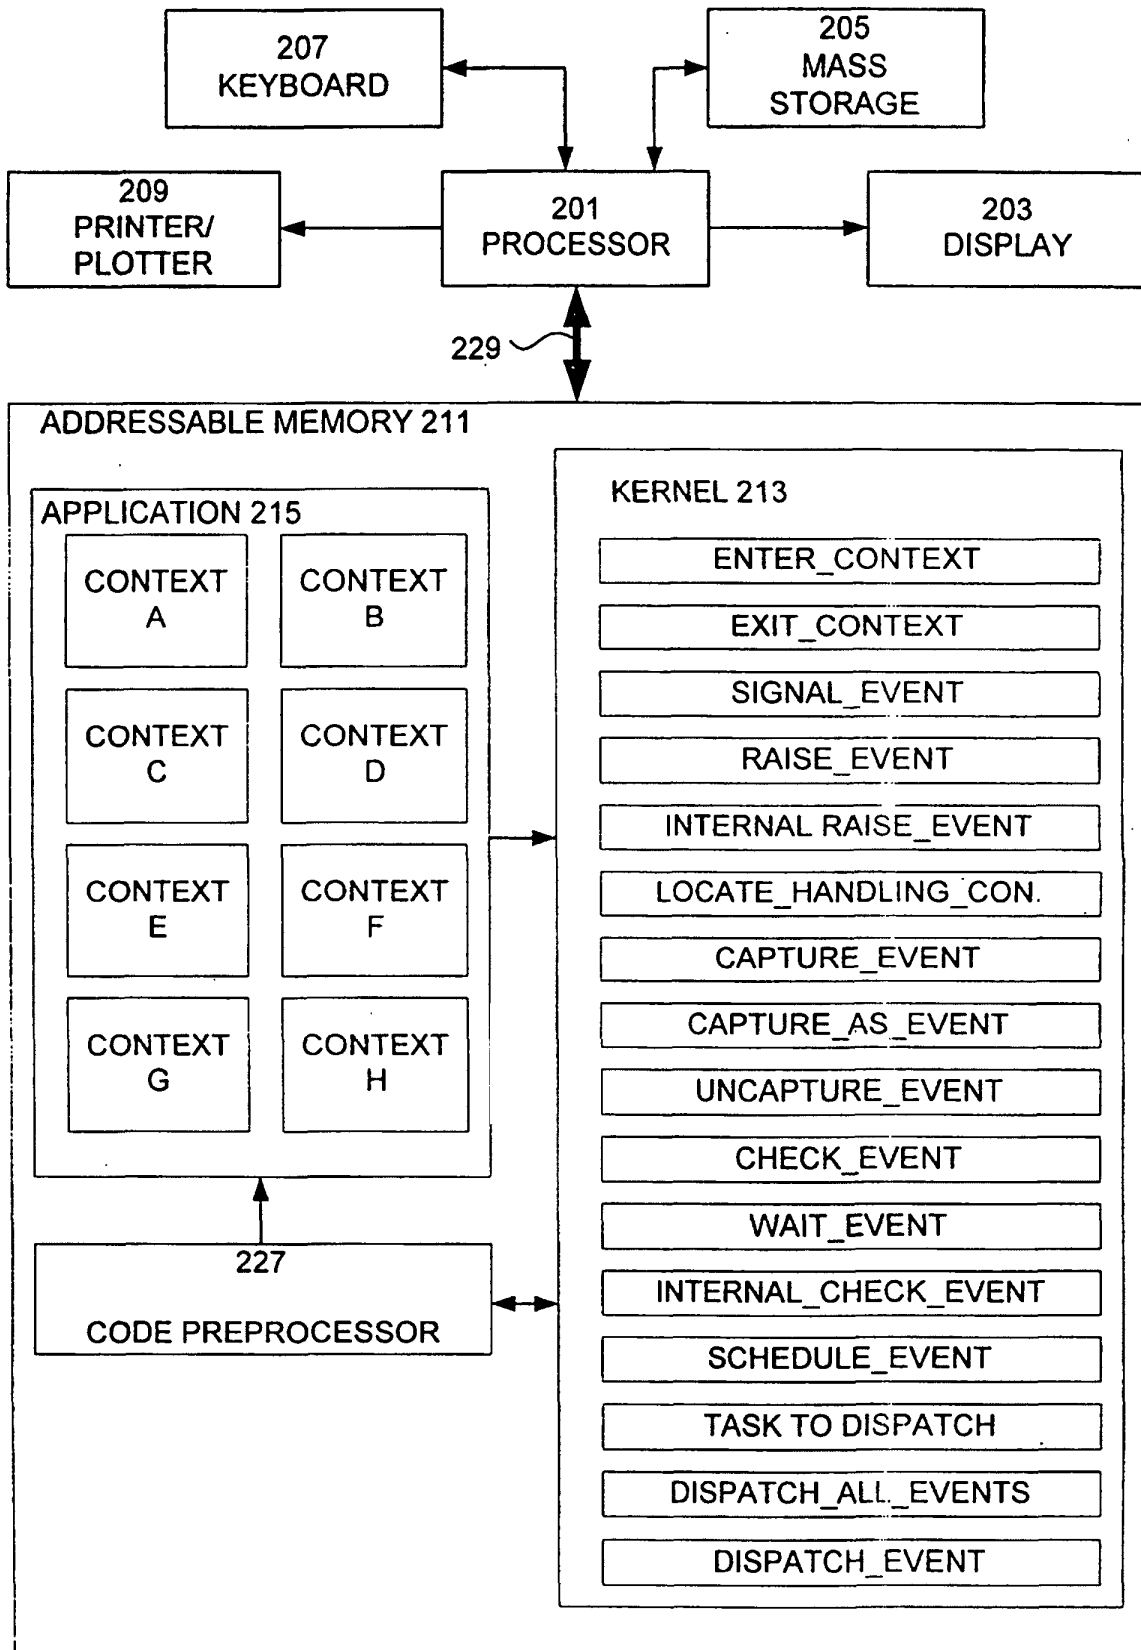 207
KEYBOARD
205
MASS
STORAGE
209
PRINTER/
PLOTTER
201
PROCESSOR
203
DISPLAY
229
ADDRESSABLE MEMORY 211
APPLICATION 215
CONTEXT
A
CONTEXT
B
CONTEXT
C
CONTEXT
D
CONTEXT
E
CONTEXT
F
CONTEXT
G
CONTEXT
H
227
CODE PREPROCESSOR
KERNEL 213
ENTER_CONTEXT
EXIT_CONTEXT
SIGNAL_EVENT
RAISE_EVENT
INTERNAL RAISE_EVENT
LOCATE_HANDLING_CON.
CAPTURE_EVENT
CAPTURE_AS_EVENT
UNCAPTURE_EVENT
CHECK_EVENT
WAIT_EVENT
INTERNAL_CHECK_EVENT
SCHEDULE_EVENT
TASK TO DISPATCH
DISPATCH_ALL_EVENTS
DISPATCH_EVENT